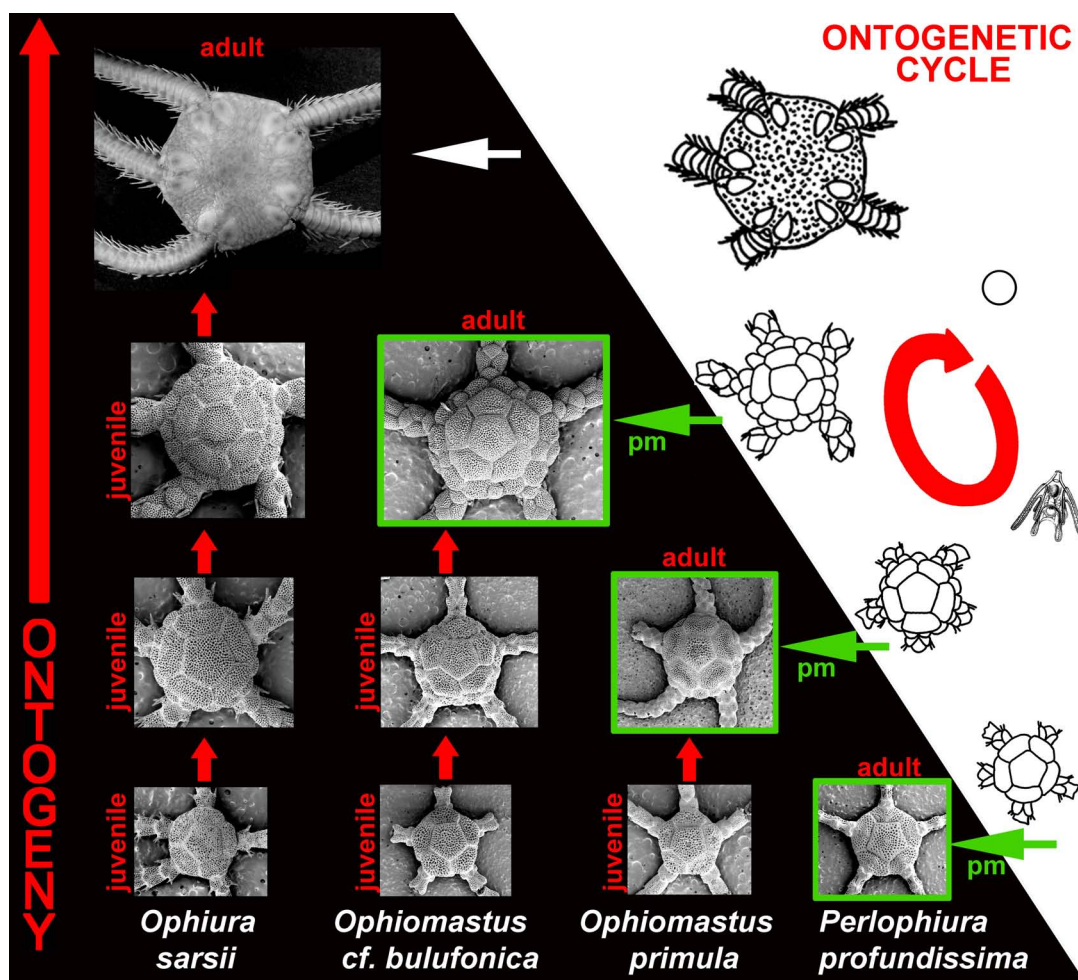 ONTOGENETIC
CYCLE
adult
adult
juvenile
pm
adult
juvenile
juvenile
pm
adult
juvenile
juvenile
juvenile
pm
ONTOGENY
Ophiura
sarsii
Ophiomastus
cf. bulufonica
Ophiomastus
primula
Perlophiura
profundissima